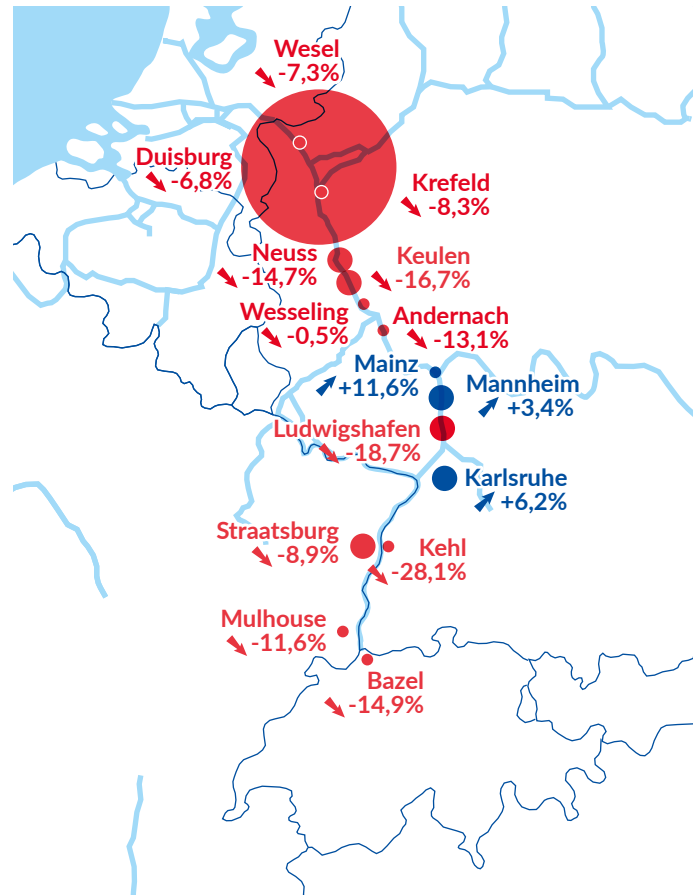 Wesel
-7,3%
Duisburg
-6,8%
Krefeld
-8,3%
Neuss
-14,7%
Keulen
-16,7%
Wesseling
-0,5%
Andernach
-13,1%
Mainz
+11,6%
Mannheim
+3,4%
Ludwigshafen
-18,7%
Karlsruhe
+6,2%
Straatsburg
-8,9%
Kehl
-28,1%
Mulhouse
-11,6%
Bazel
-14,9%